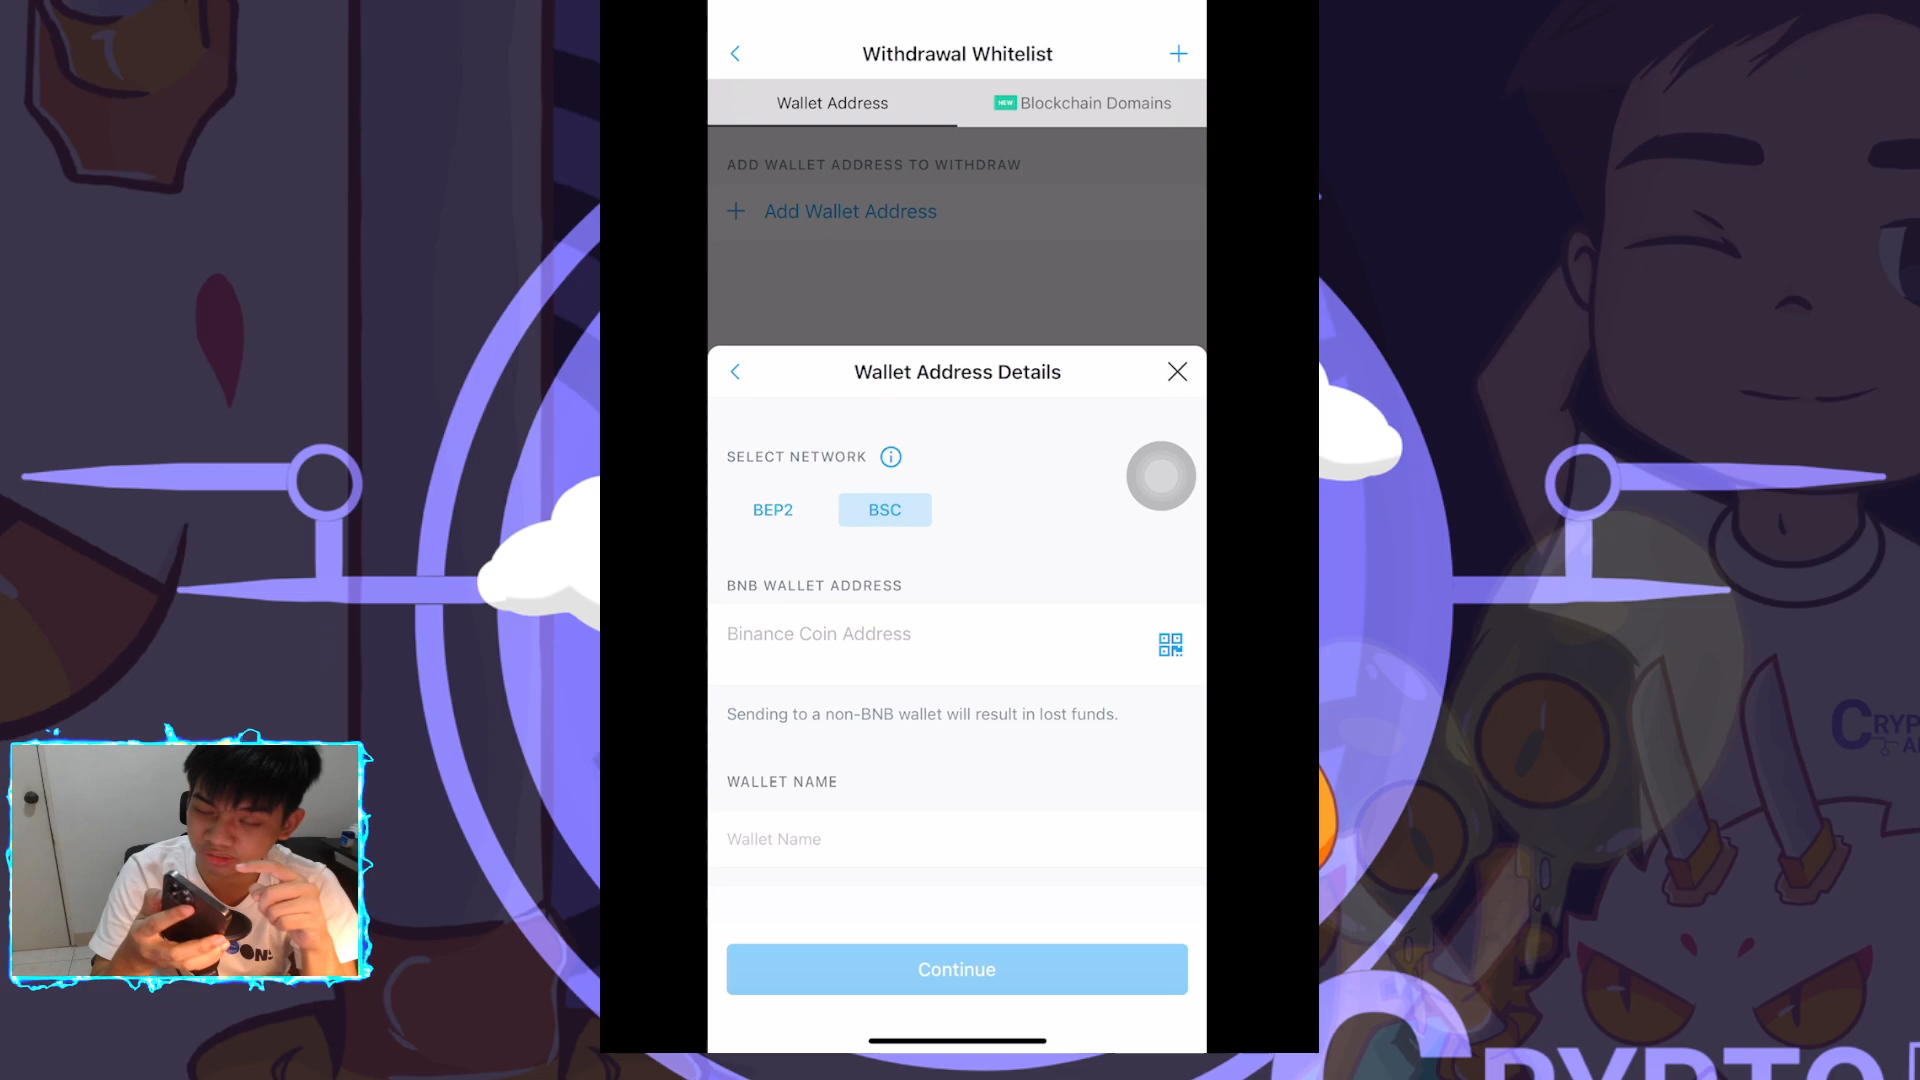 Withdrawal Whitelist
Wallet Address
NEW Blockchain Domains
ADD WALLET ADDRESS TO WITHDRAW
+ Add Wallet Address
Wallet Address Details
SELECT NETWORK
BEP2
BSC
BNB WALLET ADDRESS
Binance Coin Address
Sending to a non-BNB wallet will result in lost funds.
WALLET NAME
Wallet Name
Continue